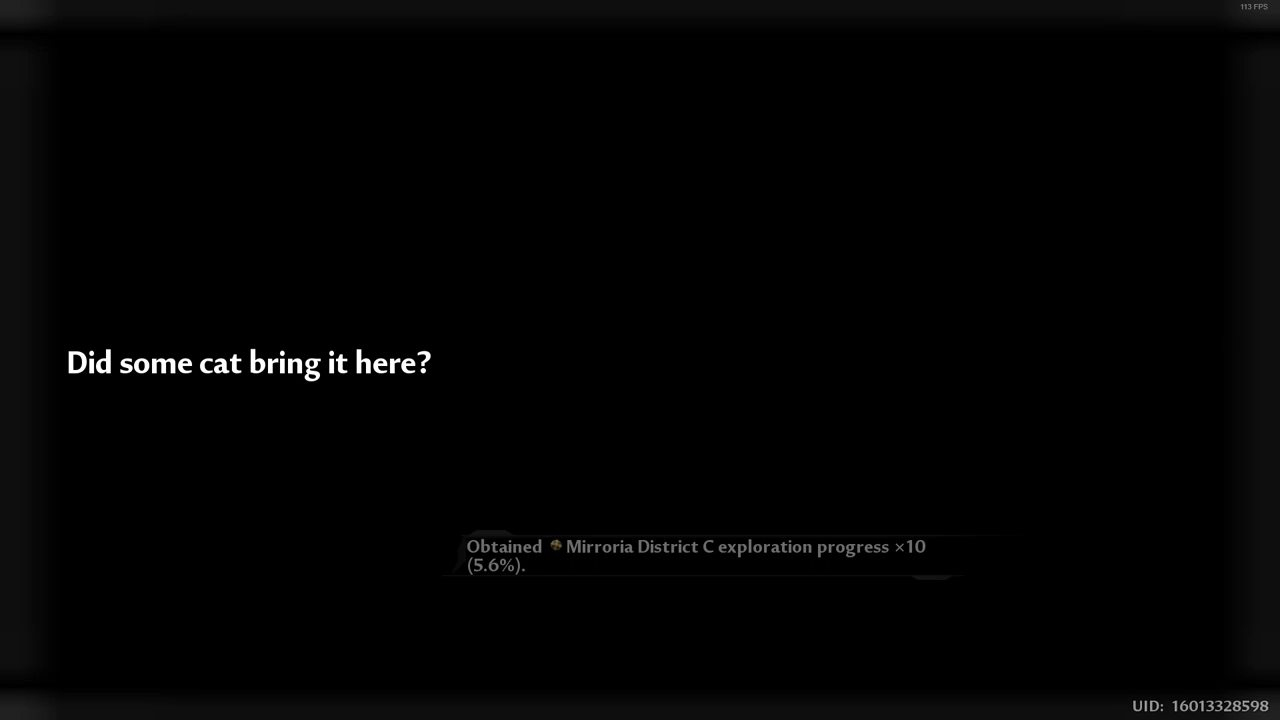 113 FPS
Did some cat bring it here?
Obtained Mirroria District C exploration progress ×10
(5.6%).
UID: 16013328598